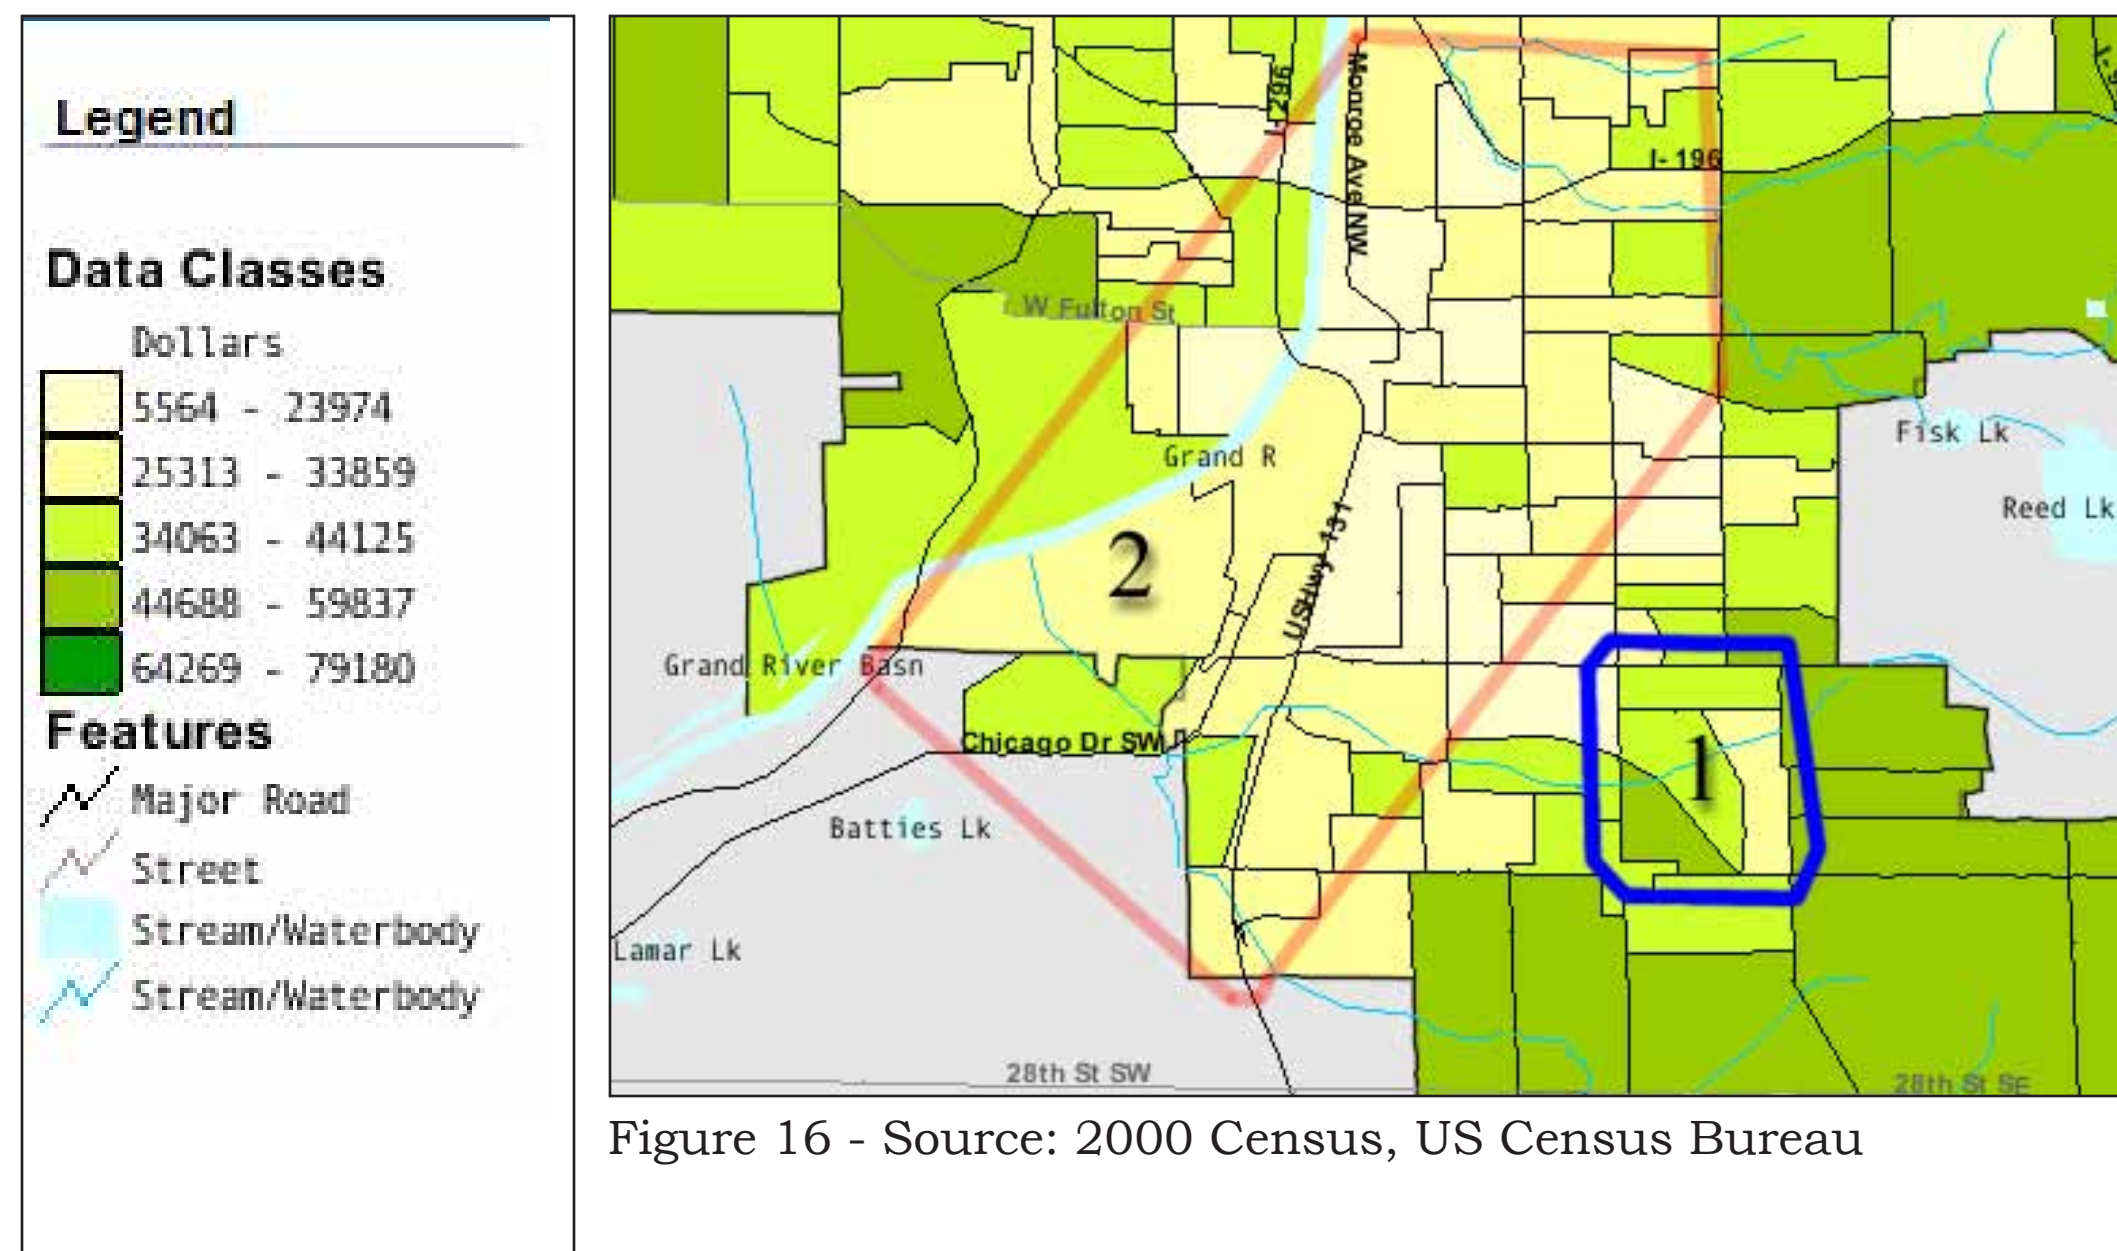 Legend
Data Classes
Dollars
5564 - 23974
25313 - 33859
34063 - 44125
44688 - 59837
64269 - 79180
Features
Major Road
Street
Stream/Waterbody
Stream/Waterbody
I-296
Monroe Ave NW
I-196
W Fulton St
Grand R
Fisk Lk
Reed Lk
USHwy 131
2
Grand River Basn
Chicago Dr SW
1
Batties Lk
Lamar Lk
28th St SW
28th St SE
Figure 16 - Source: 2000 Census, US Census Bureau